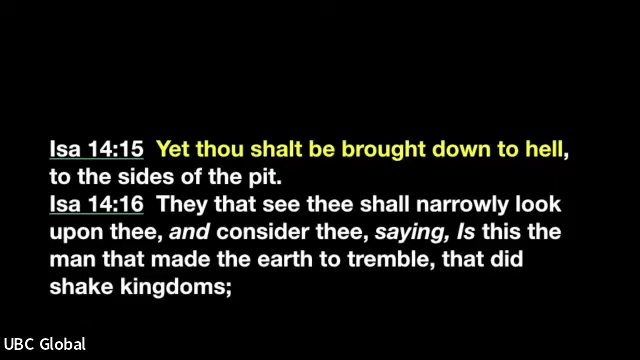 Isa 14:15 Yet thou shalt be brought down to hell,
to the sides of the pit.
Isa 14:16 They that see thee shall narrowly look
upon thee, and consider thee, saying, Is this the
man that made the earth to tremble, that did
shake kingdoms;
UBC Global